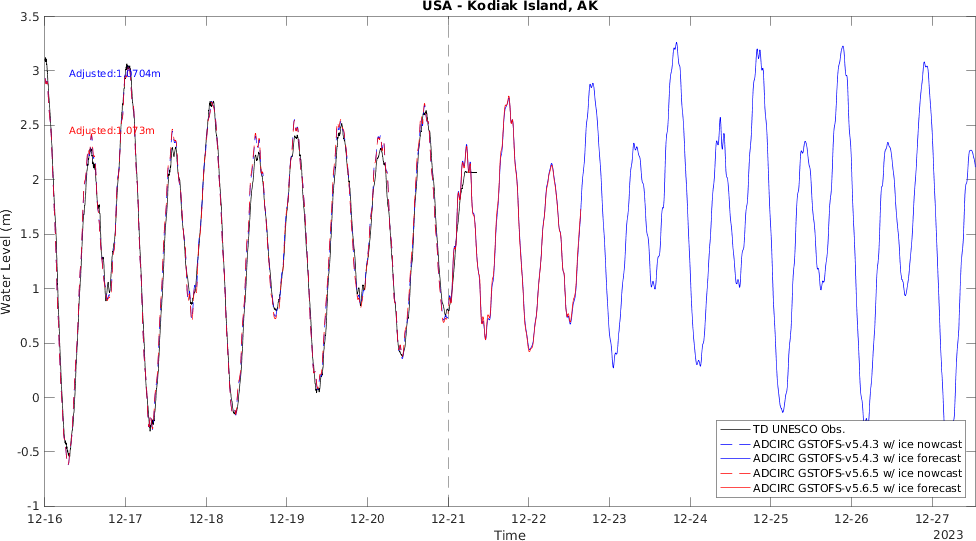 USA - Kodiak Island, AK
3.5
3
2.5
2
1.5
1
0.5
0
-0.5
-1
Water Level (m)
Adjusted:1.0704m
Adjusted:1.073m
TD UNESCO Obs.
ADCIRC GSTOFS-v5.4.3 w/ ice nowcast
ADCIRC GSTOFS-v5.4.3 w/ ice forecast
ADCIRC GSTOFS-v5.6.5 w/ ice nowcast
ADCIRC GSTOFS-v5.6.5 w/ ice forecast
12-16 12-17 12-18 12-19 12-20 12-21 12-22 12-23 12-24 12-25 12-26 12-27
Time
2023